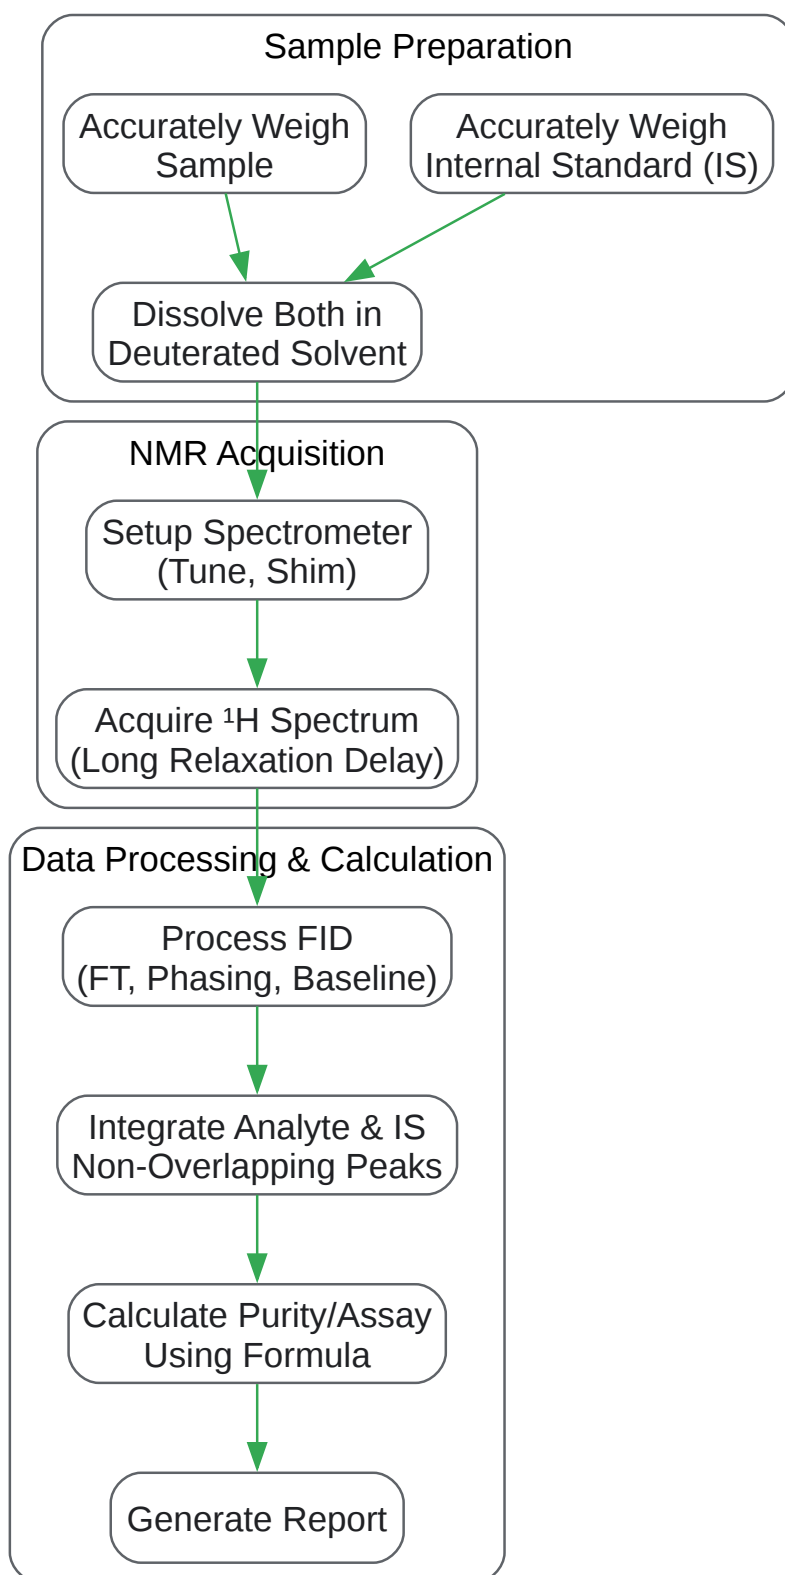 Sample Preparation
Accurately Weigh
Sample
Accurately Weigh
Internal Standard (IS)
Dissolve Both in
Deuterated Solvent
NMR Acquisition
Setup Spectrometer
(Tune, Shim)
Acquire ¹H Spectrum
(Long Relaxation Delay)
Data Processing & Calculation
Process FID
(FT, Phasing, Baseline)
Integrate Analyte & IS
Non-Overlapping Peaks
Calculate Purity/Assay
Using Formula
Generate Report